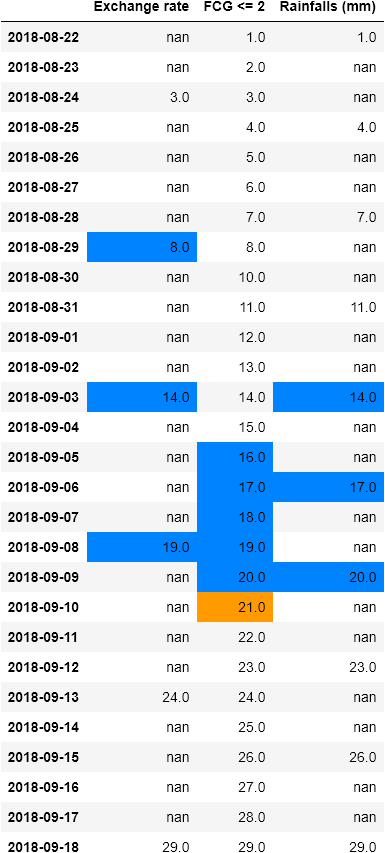 Exchange rate FCG <= 2 Rainfalls (mm)
2018-08-22 nan 1.0 1.0
2018-08-23 nan 2.0 nan
2018-08-24 3.0 3.0 nan
2018-08-25 nan 4.0 4.0
2018-08-26 nan 5.0 nan
2018-08-27 nan 6.0 nan
2018-08-28 nan 7.0 7.0
2018-08-29 8.0 8.0 nan
2018-08-30 nan 10.0 nan
2018-08-31 nan 11.0 11.0
2018-09-01 nan 12.0 nan
2018-09-02 nan 13.0 nan
2018-09-03 14.0 14.0 14.0
2018-09-04 nan 15.0 nan
2018-09-05 nan 16.0 nan
2018-09-06 nan 17.0 17.0
2018-09-07 nan 18.0 nan
2018-09-08 19.0 19.0 nan
2018-09-09 nan 20.0 20.0
2018-09-10 nan 21.0 nan
2018-09-11 nan 22.0 nan
2018-09-12 nan 23.0 23.0
2018-09-13 24.0 24.0 nan
2018-09-14 nan 25.0 nan
2018-09-15 nan 26.0 26.0
2018-09-16 nan 27.0 nan
2018-09-17 nan 28.0 nan
2018-09-18 29.0 29.0 29.0